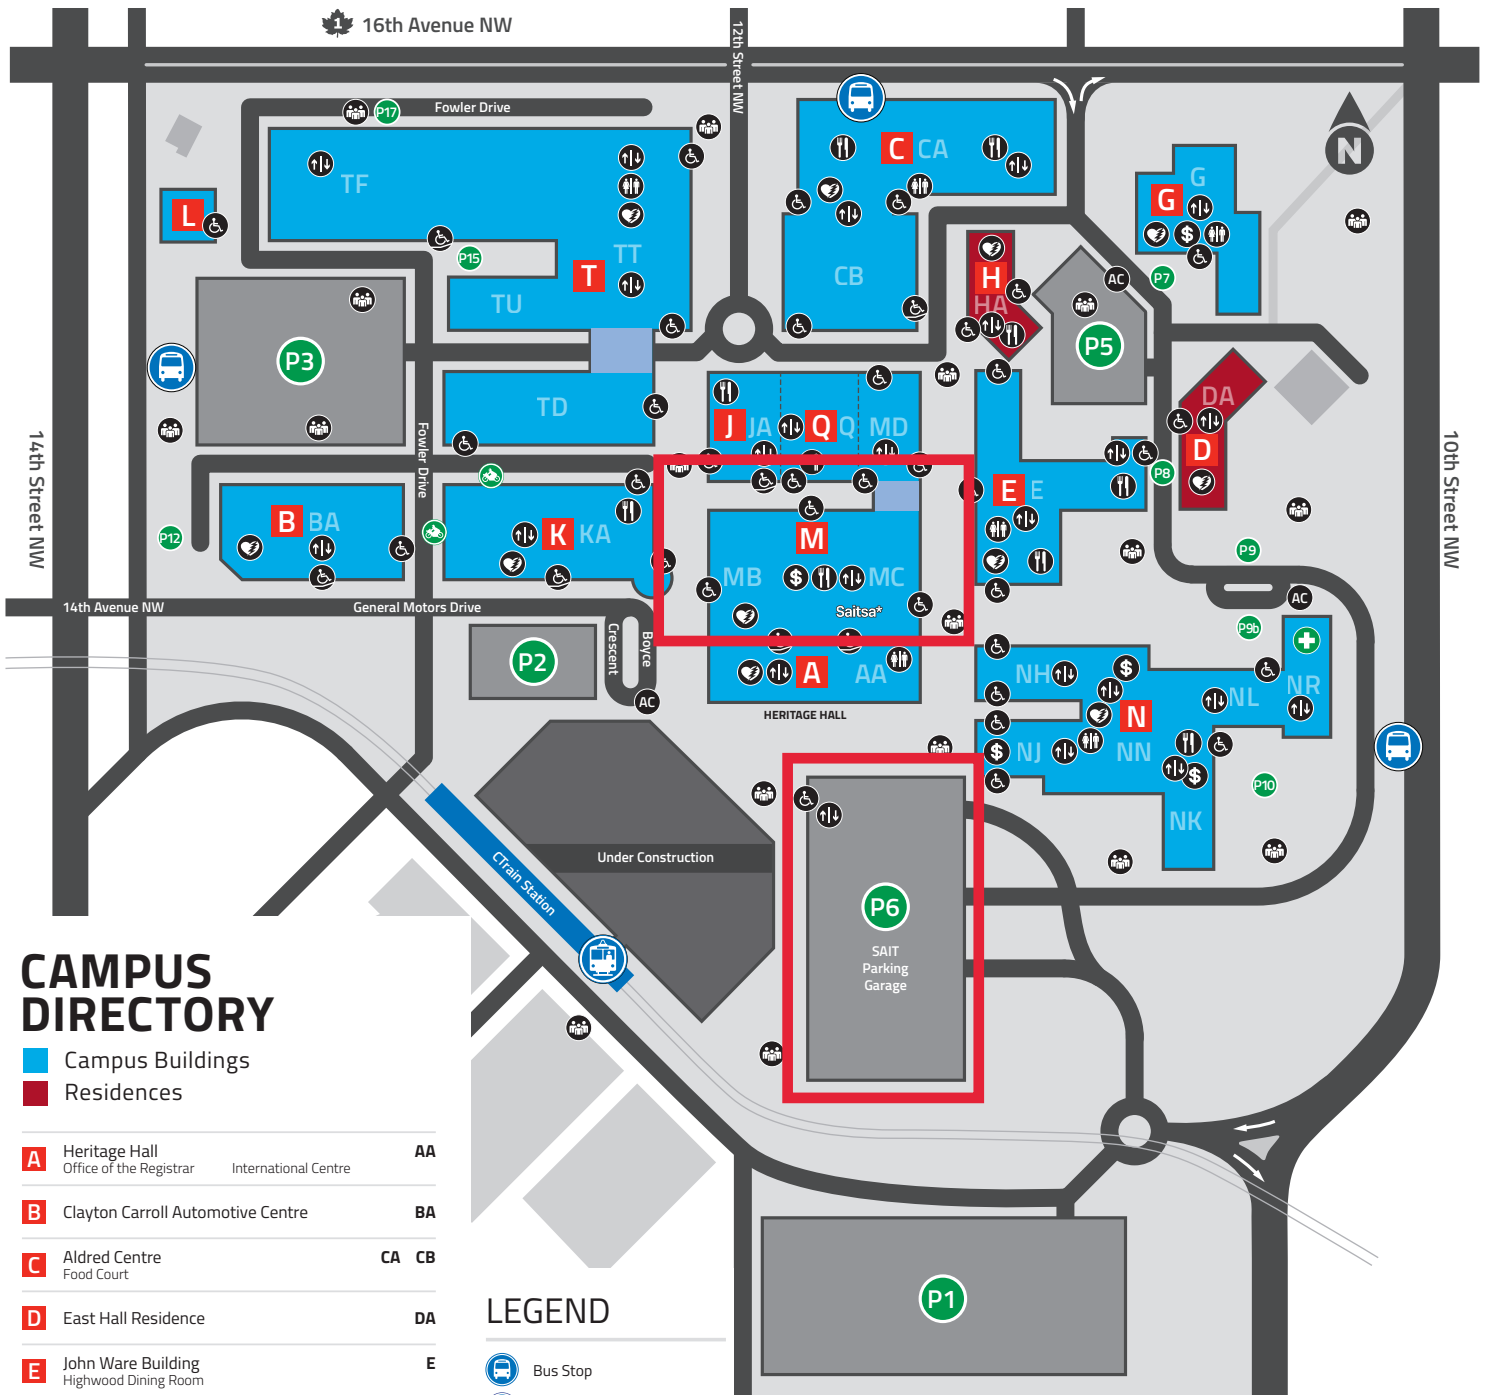 1 16th Avenue NW
12th Street NW
P17 Fowler Drive
C CA
N
TF
G
G
L
TT
P15
T
H
AC
P7
CB
TU
HA
P3
P5
TD
DA
J JA
Q Q
MD
D
Fowler Drive
14th Street NW
10th Street NW
P8
E E
B BA
K KA
M
P12
P9
MB
$
MC
AC
Saitsa*
14th Avenue NW
General Motors Drive
Crescent
Boyce
P9b
P2
A
AA
NH
$
NR
NL
AC
HERITAGE HALL
N
$
NJ
NN
$
P10
NK
Under Construction
CTrain Station
P6
SAIT
Parking
Garage
P1
CAMPUS
DIRECTORY
Campus Buildings
Residences
A Heritage Hall AA
Office of the Registrar International Centre
B Clayton Carroll Automotive Centre BA
C Aldred Centre CA CB
Food Court
D East Hall Residence DA
E John Ware Building E
Highwood Dining Room
LEGEND
Bus Stop